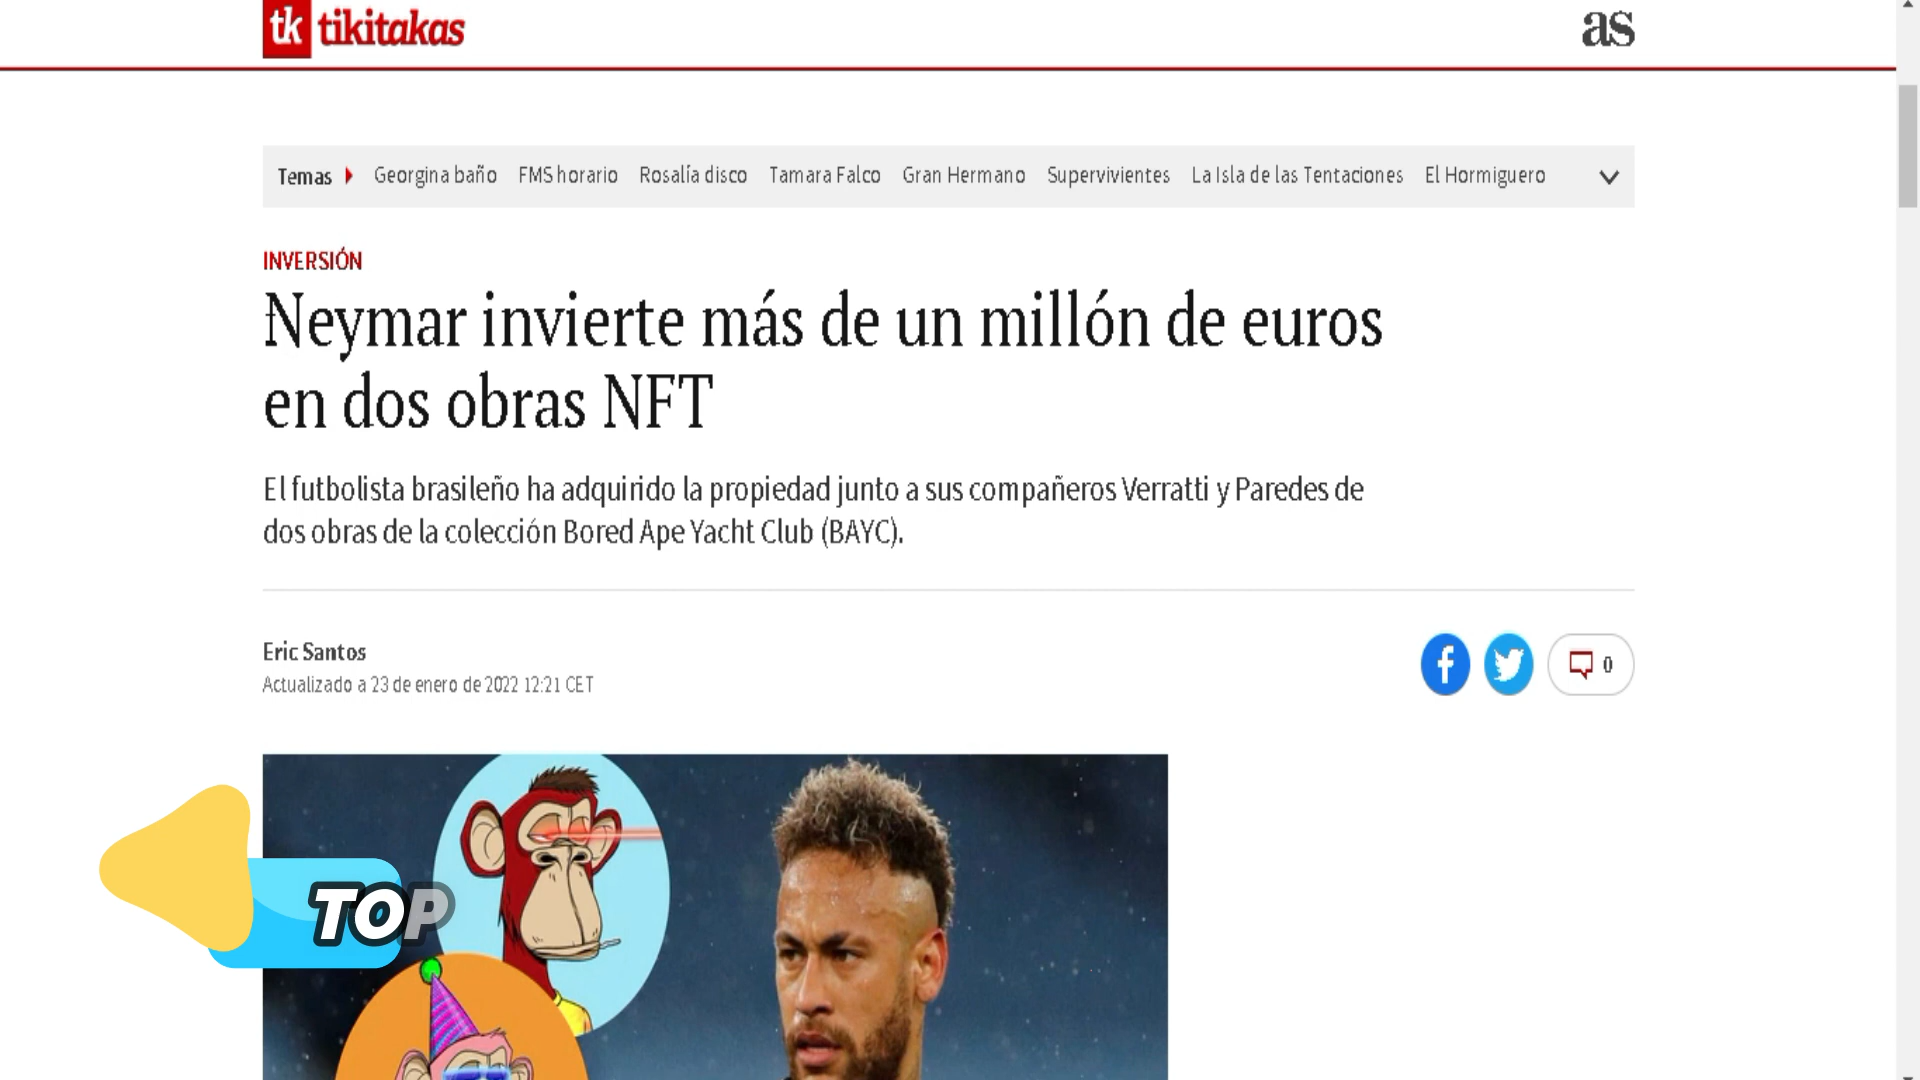 tk tikitakas
as
Temas Georgina baño FMS horario Rosalía disco Tamara Falco Gran Hermano Supervivientes La Isla de las Tentaciones El Hormiguero
INVERSIÓN
Neymar invierte más de un millón de euros
en dos obras NFT
El futbolista brasileño ha adquirido la propiedad junto a sus compañeros Verratti y Paredes de
dos obras de la colección Bored Ape Yacht Club (BAYC).
Eric Santos
Actualizado a 23 de enero de 2022 12:21 CET
0
TOP